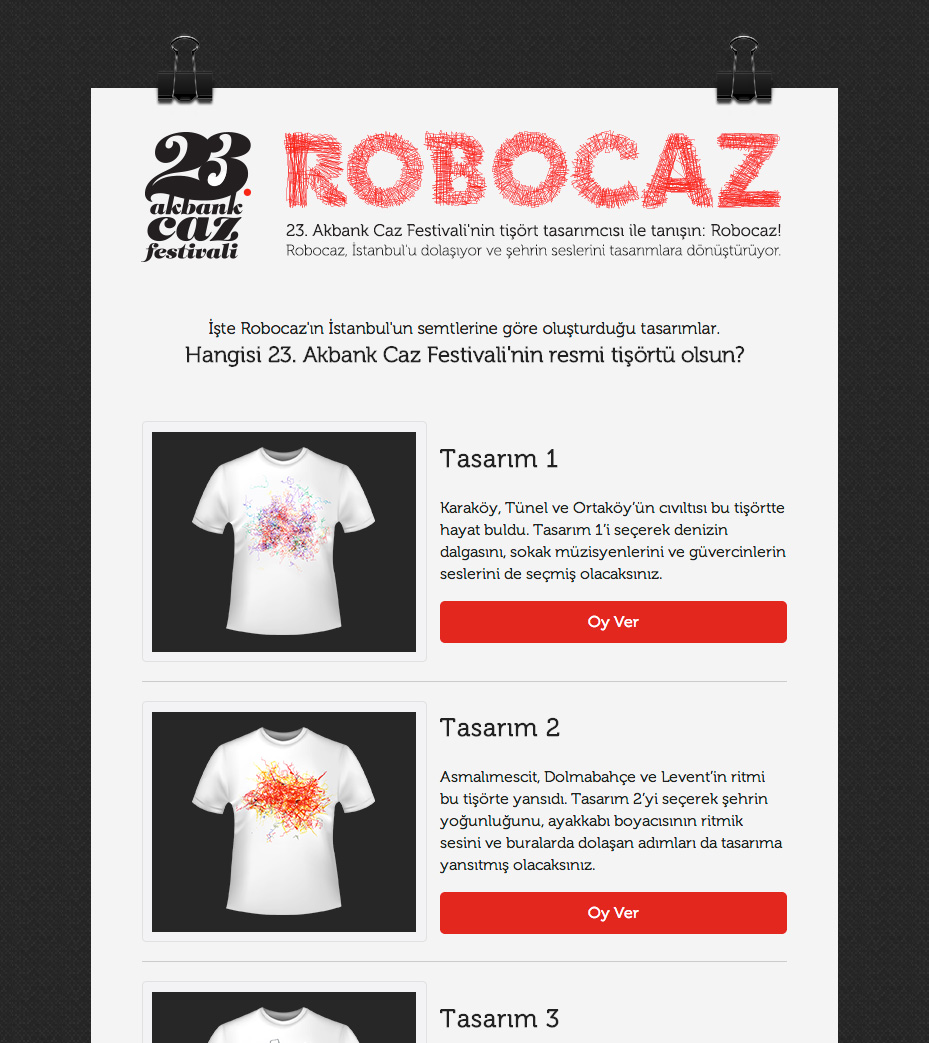 23.
akbank
caz
festivali
ROBOCAZ
23. Akbank Caz Festivali'nin tişört tasarımcısı ile tanışın: Robocaz!
Robocaz, İstanbul'u dolaşıyor ve şehrin seslerini tasarımlara dönüştürüyor.
İşte Robocaz'ın İstanbul'un semtlerine göre oluşturduğu tasarımlar.
Hangisi 23. Akbank Caz Festivali'nin resmi tişörtü olsun?
Tasarım 1
Karaköy, Tünel ve Ortaköy’ün cıvıltısı bu tişörtte
hayat buldu. Tasarım 1’i seçerek denizin
dalgasını, sokak müzisyenlerini ve güvercinlerin
seslerini de seçmiş olacaksınız.
Oy Ver
Tasarım 2
Asmalımescit, Dolmabahçe ve Levent’in ritmi
bu tişörte yansıdı. Tasarım 2’yi seçerek şehrin
yoğunluğunu, ayakkabı boyacısının ritmik
sesini ve buralarda dolaşan adımları da tasarıma
yansıtmış olacaksınız.
Oy Ver
Tasarım 3